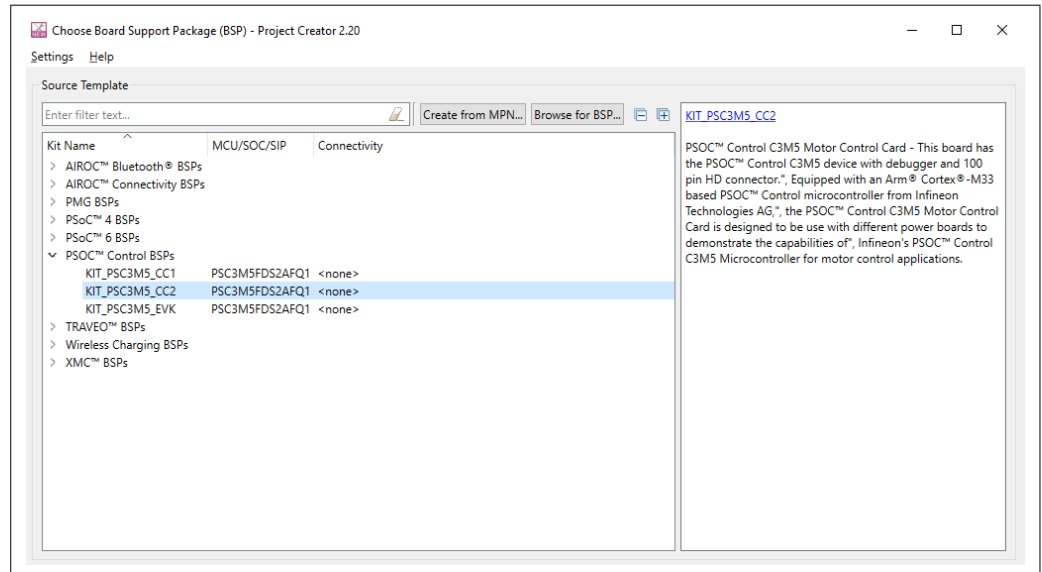 Choose Board Support Package (BSP) - Project Creator 2.20
Settings Help
Source Template
Enter filter text...
Create from MPN... Browse for BSP...
Kit Name MCU/SOC/SIP Connectivity
AIROC™ Bluetooth® BSPs
AIROC™ Connectivity BSPs
PMG BSPs
PSoC™ 4 BSPs
PSoC™ 6 BSPs
PSOC™ Control BSPs
KIT_PSC3M5_CC1 PSC3M5FDS2AFQ1 <none>
KIT_PSC3M5_CC2 PSC3M5FDS2AFQ1 <none>
KIT_PSC3M5_EVK PSC3M5FDS2AFQ1 <none>
TRAVEO™ BSPs
Wireless Charging BSPs
XMC™ BSPs
KIT_PSC3M5_CC2
PSOC™ Control C3M5 Motor Control Card - This board has
the PSOC™ Control C3M5 device with debugger and 100
pin HD connector.", Equipped with an Arm® Cortex®-M33
based PSOC™ Control microcontroller from Infineon
Technologies AG,", the PSOC™ Control C3M5 Motor Control
Card is designed to be use with different power boards to
demonstrate the capabilities of", Infineon's PSOC™ Control
C3M5 Microcontroller for motor control applications.